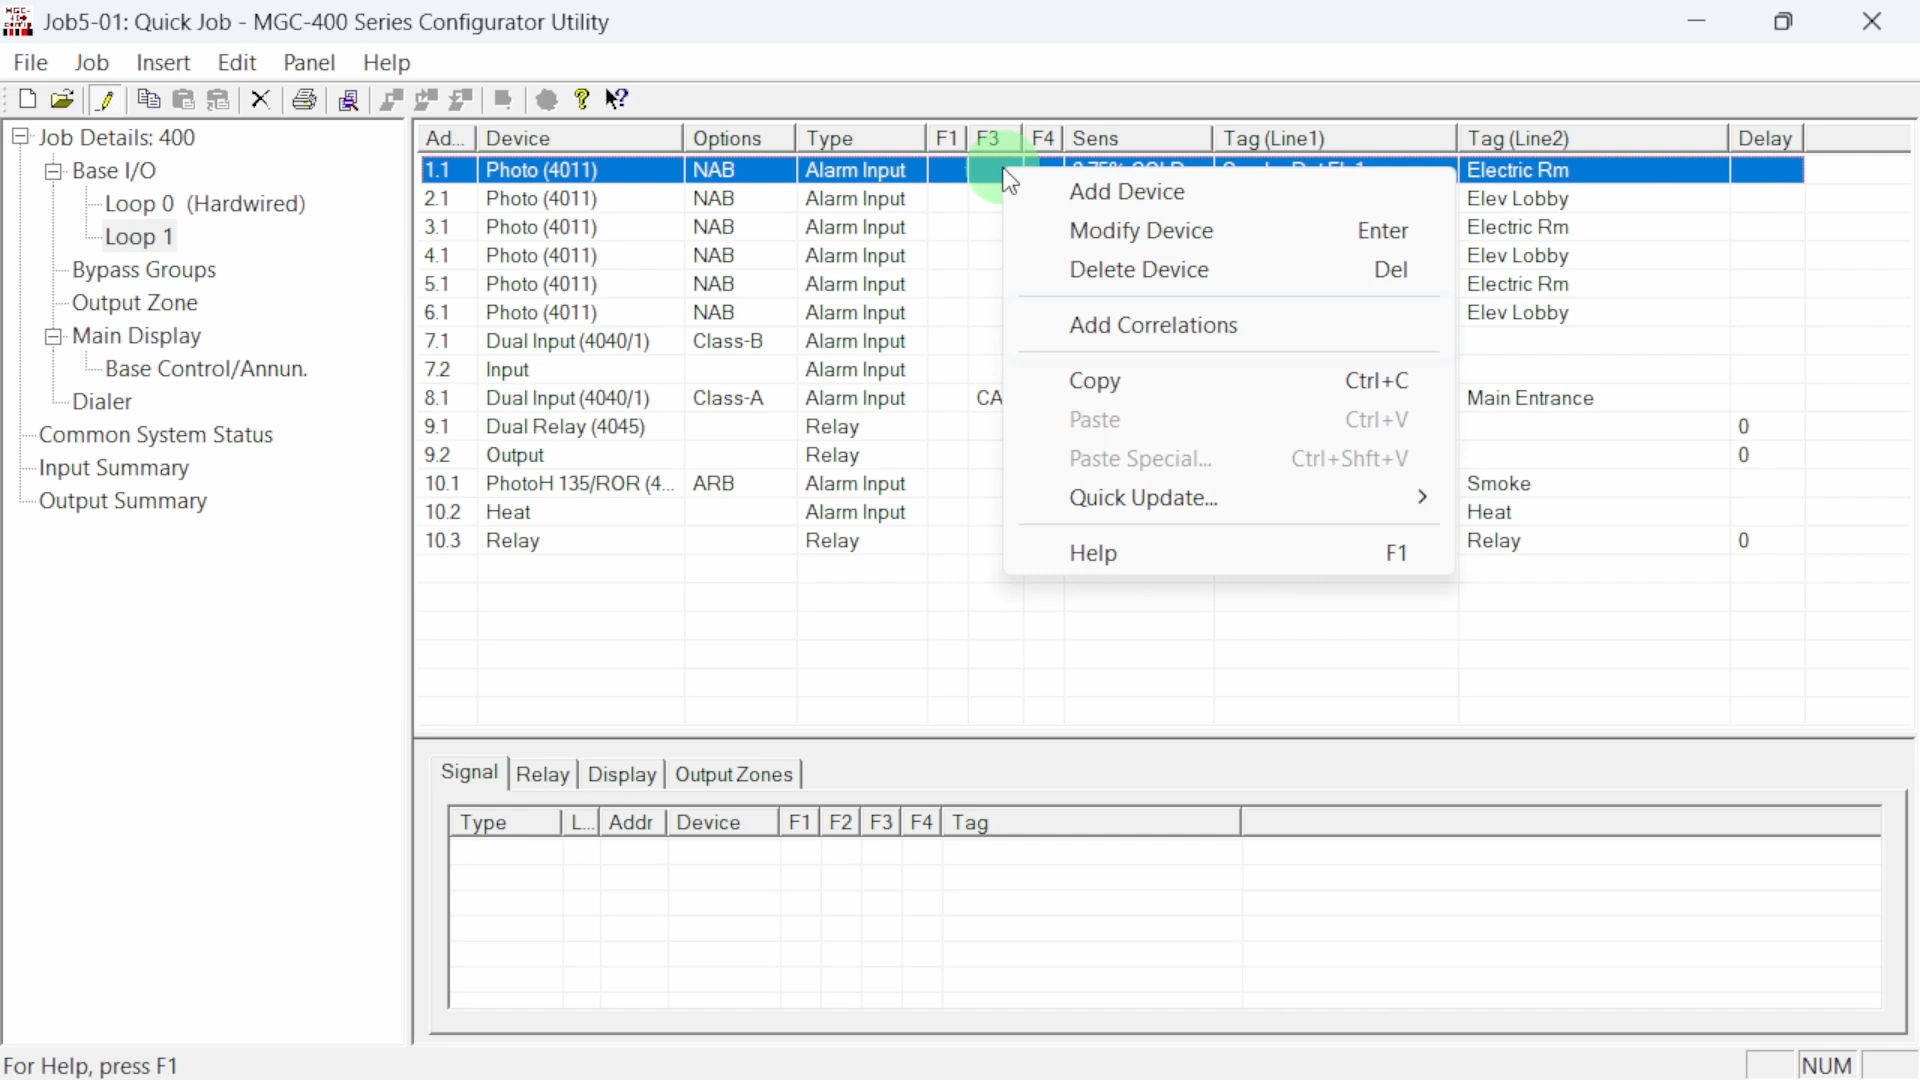 Job5-01: Quick Job - MGC-400 Series Configurator Utility
File Job Insert Edit Panel Help
Job Details: 400
Base I/O
Loop 0 (Hardwired)
Loop 1
Bypass Groups
Output Zone
Main Display
Base Control/Annun.
Dialer
Common System Status
Input Summary
Output Summary
Ad... Device Options Type F1 F3 F4 Sens Tag (Line1) Tag (Line2) Delay
1.1 Photo (4011) NAB Alarm Input Electric Rm
2.1 Photo (4011) NAB Alarm Input Elev Lobby
3.1 Photo (4011) NAB Alarm Input Electric Rm
4.1 Photo (4011) NAB Alarm Input Elev Lobby
5.1 Photo (4011) NAB Alarm Input Electric Rm
6.1 Photo (4011) NAB Alarm Input Elev Lobby
7.1 Dual Input (4040/1) Class-B Alarm Input
7.2 Input Alarm Input
8.1 Dual Input (4040/1) Class-A Alarm Input CA Main Entrance
9.1 Dual Relay (4045) Relay 0
9.2 Output Relay 0
10.1 PhotoH 135/ROR (4... ARB Alarm Input Smoke
10.2 Heat Alarm Input Heat
10.3 Relay Relay Relay 0
Add Device
Modify Device Enter
Delete Device Del
Add Correlations
Copy Ctrl+C
Paste Ctrl+V
Paste Special... Ctrl+Shft+V
Quick Update...
Help F1
Signal Relay Display Output Zones
Type L... Addr Device F1 F2 F3 F4 Tag
For Help, press F1
NUM